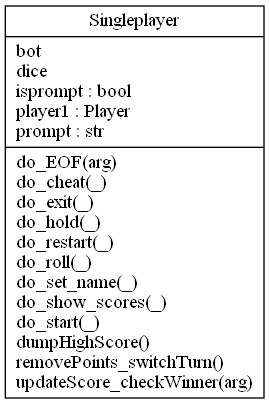 Singleplayer
bot
dice
isprompt : bool
player1 : Player
prompt : str
do_EOF(arg)
do_cheat(_)
do_exit(_)
do_hold(_)
do_restart(_)
do_roll(_)
do_set_name(_)
do_show_scores(_)
do_start(_)
dumpHighScore()
removePoints_switchTurn()
updateScore_checkWinner(arg)